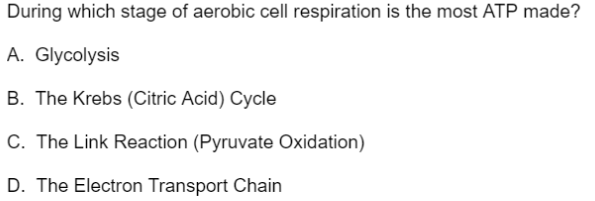 During which stage of aerobic cell respiration is the most ATP made?
A. Glycolysis
B. The Krebs (Citric Acid) Cycle
C. The Link Reaction (Pyruvate Oxidation)
D. The Electron Transport Chain